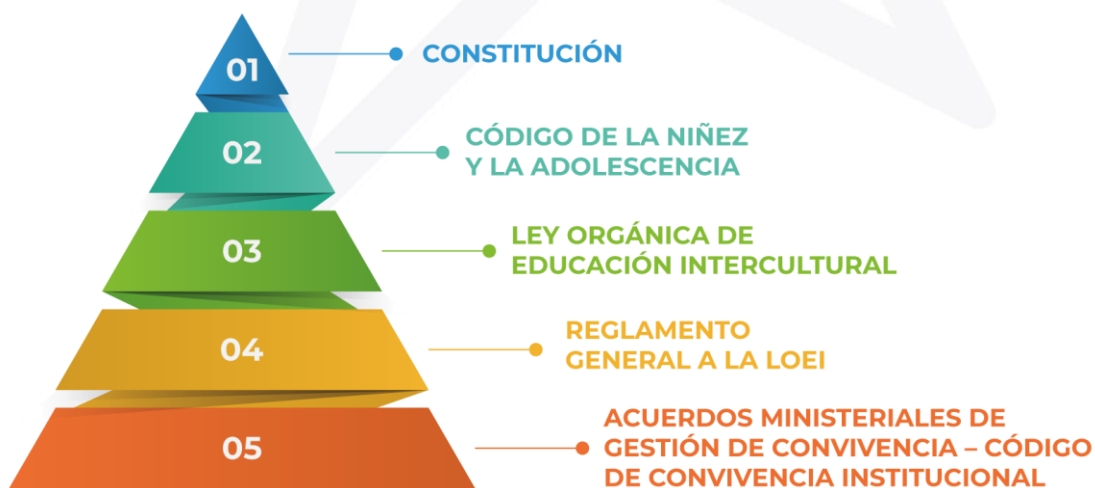 01
CONSTITUCIÓN
02
CÓDIGO DE LA NIÑEZ
Y LA ADOLESCENCIA
03
LEY ORGÁNICA DE
EDUCACIÓN INTERCULTURAL
04
REGLAMENTO
GENERAL A LA LOEI
05
ACUERDOS MINISTERIALES DE
GESTIÓN DE CONVIVENCIA – CÓDIGO
DE CONVIVENCIA INSTITUCIONAL